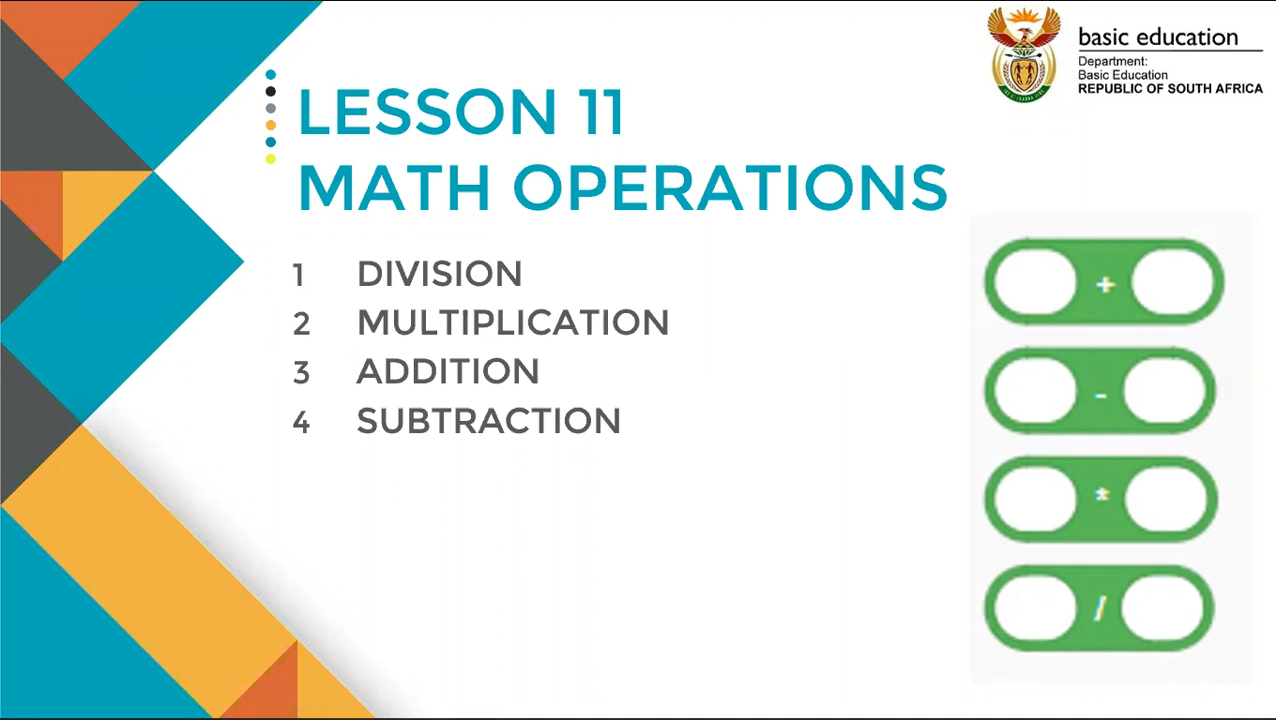 basic education
Department:
Basic Education
REPUBLIC OF SOUTH AFRICA
LESSON 11
MATH OPERATIONS
1 DIVISION
2 MULTIPLICATION
3 ADDITION
4 SUBTRACTION
+
-
*
/